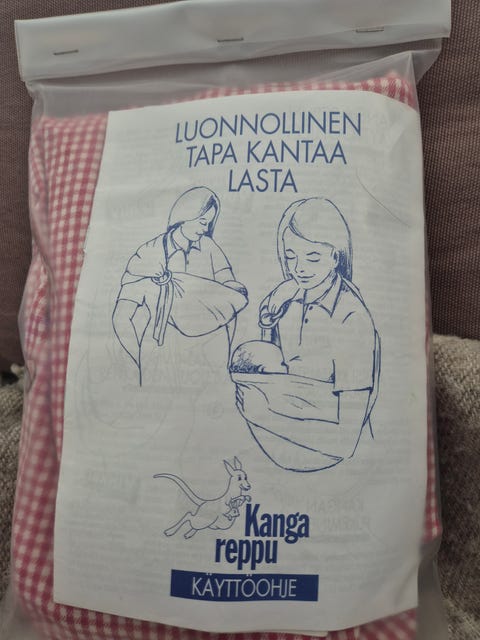 LUONNOLLINEN
TAPA KANTAA
LASTA
Kanga
reppu
KÄYTTÖOHJE